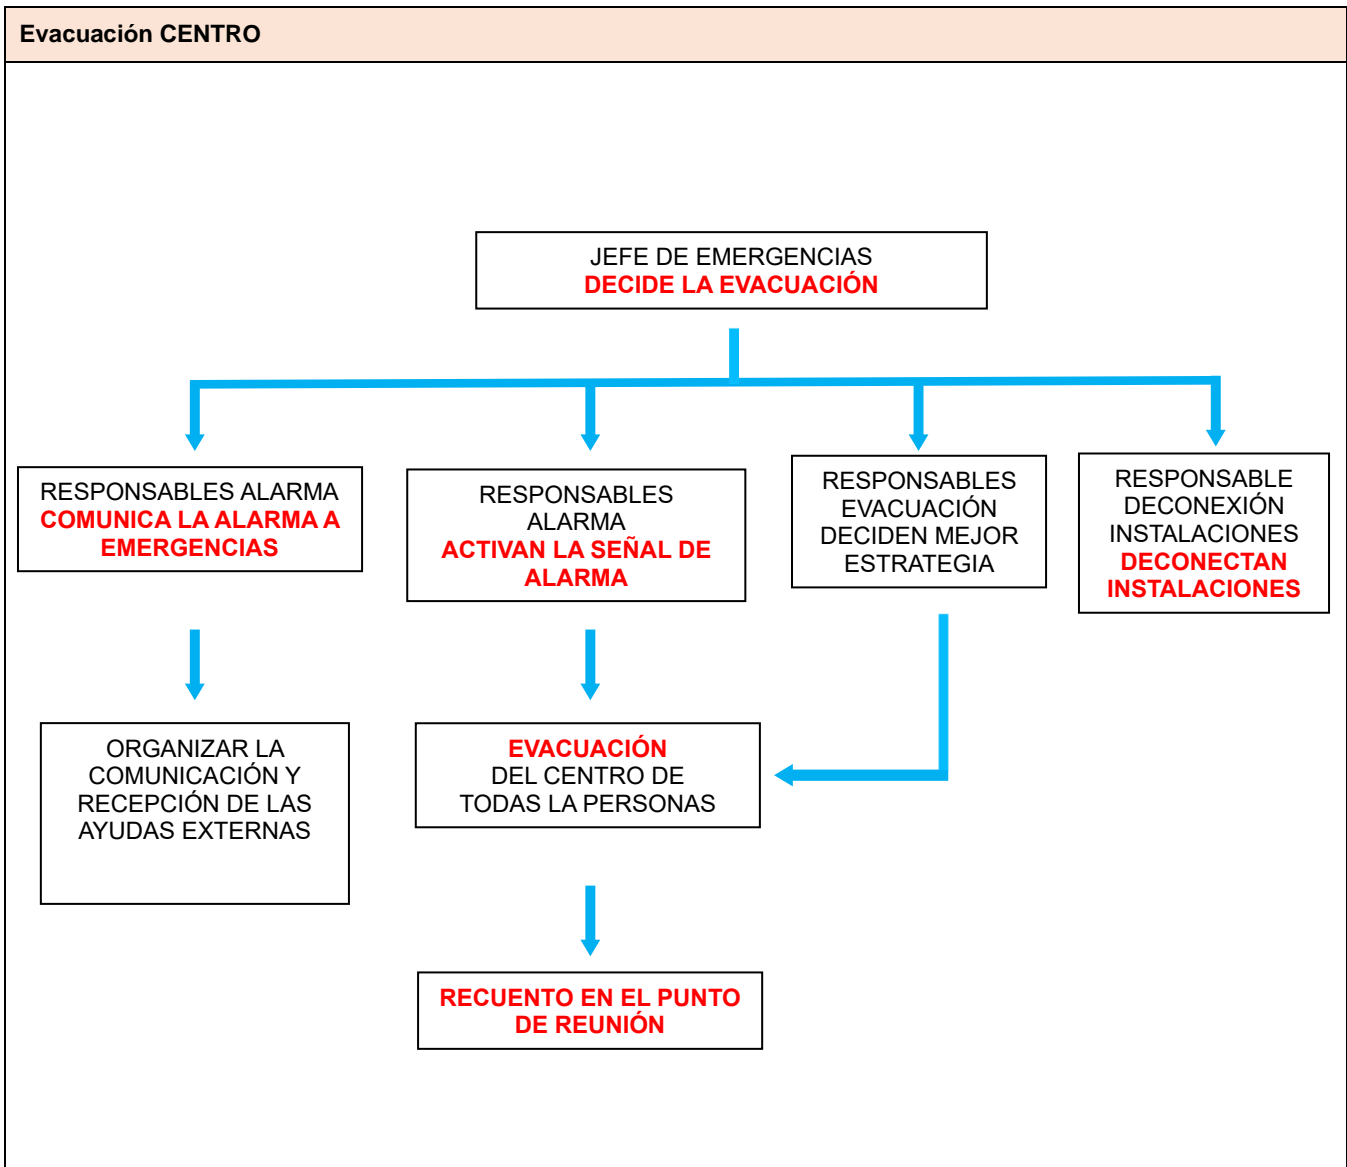 Evacuación CENTRO
JEFE DE EMERGENCIAS
DECIDE LA EVACUACIÓN
RESPONSABLES ALARMA
COMUNICA LA ALARMA A
EMERGENCIAS
RESPONSABLES
ALARMA
ACTIVAN LA SEÑAL DE
ALARMA
RESPONSABLES
EVACUACIÓN
DECIDEN MEJOR
ESTRATEGIA
RESPONSABLE
DECONEXIÓN
INSTALACIONES
DECONECTAN
INSTALACIONES
ORGANIZAR LA
COMUNICACIÓN Y
RECEPCIÓN DE LAS
AYUDAS EXTERNAS
EVACUACIÓN
DEL CENTRO DE
TODAS LA PERSONAS
RECUENTO EN EL PUNTO
DE REUNIÓN